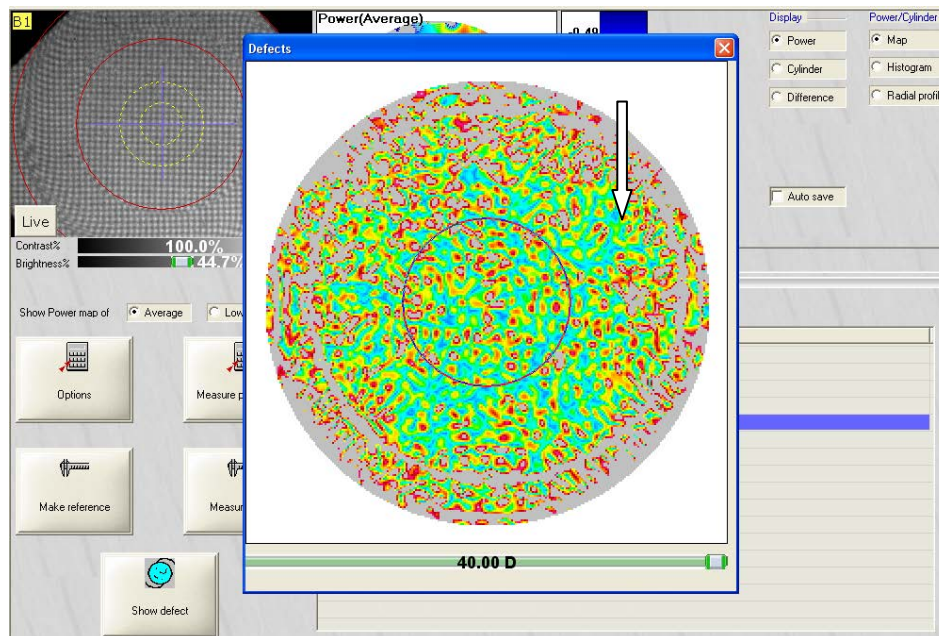 B1
Power(Average)
-0.49
Display
Power/Cylinder
Defects
Power
Map
Cylinder
Histogram
Difference
Radial profil
Auto save
Live
Contrast%
100.0%
Brightness%
44.7%
Show Power map of
Average
Low
Options
Measure p
Make reference
Measur
Show defect
40.00 D